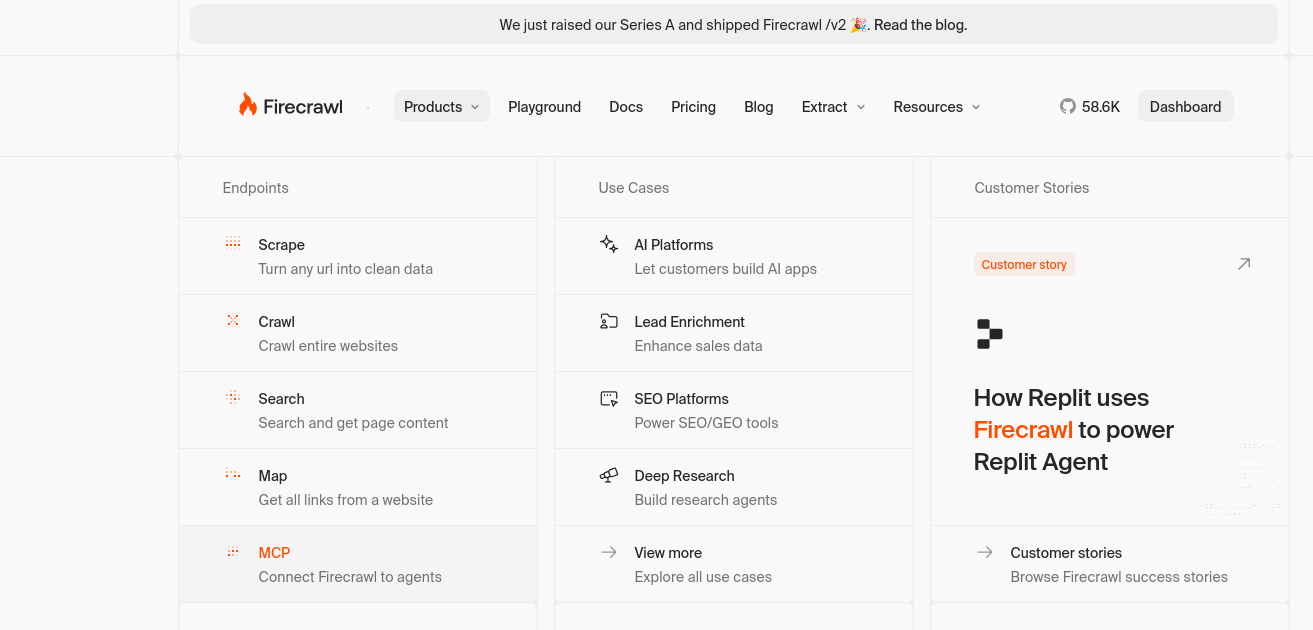 We just raised our Series A and shipped Firecrawl /v2 🎉. Read the blog.
Firecrawl
Products
Playground
Docs
Pricing
Blog
Extract
Resources
58.6K
Dashboard
Endpoints
Scrape
Turn any url into clean data
Crawl
Crawl entire websites
Search
Search and get page content
Map
Get all links from a website
MCP
Connect Firecrawl to agents
Use Cases
AI Platforms
Let customers build AI apps
Lead Enrichment
Enhance sales data
SEO Platforms
Power SEO/GEO tools
Deep Research
Build research agents
View more
Explore all use cases
Customer Stories
Customer story
How Replit uses
Firecrawl to power
Replit Agent
Customer stories
Browse Firecrawl success stories